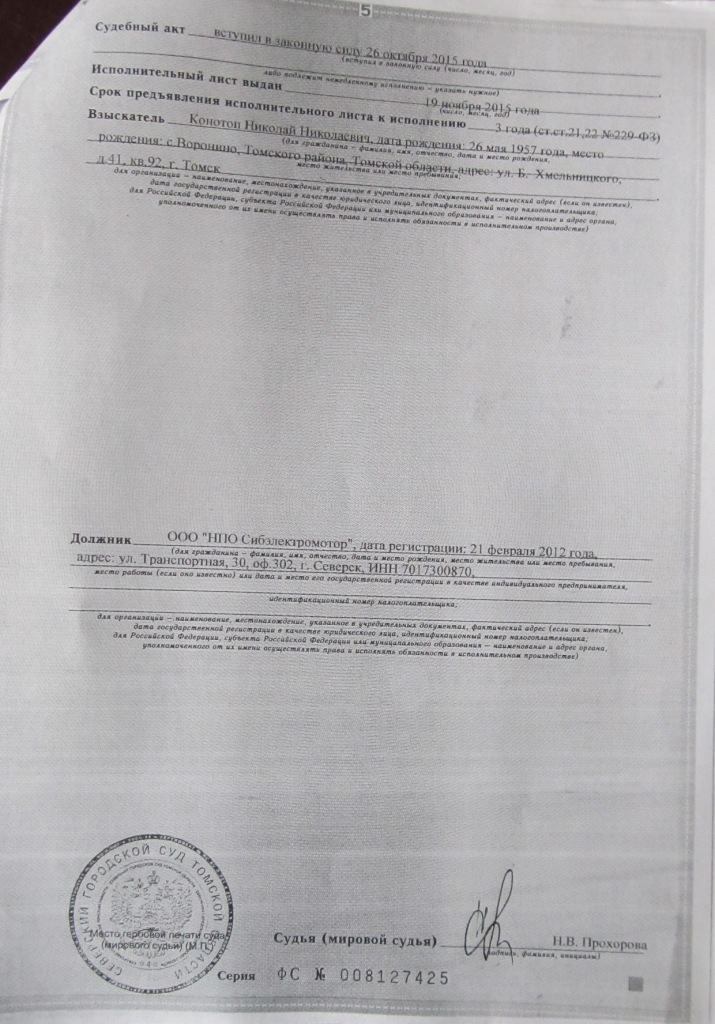 5
Судебный акт вступил в законную силу 26 октября 2015 года
(вступил в законную силу (число, месяц, год)
либо подлежит немедленному исполнению – указать нужное)
Исполнительный лист выдан 19 ноября 2015 года
(число, месяц, год)
Срок предъявления исполнительного листа к исполнению 3 года (ст.ст.21,22 №229-ФЗ)
Взыскатель Конотоп Николай Николаевич, дата рождения: 26 мая 1957 года, место
(для гражданина – фамилия, имя, отчество, дата и место рождения,
рождения: с.Воронино, Томского района, Томской области, адрес: ул. Б. Хмельницкого,
место жительства или место пребывания;
д.41, кв.92, г. Томск
для организации – наименование, местонахождение, указанное в учредительных документах, фактический адрес (если он известен),
дата государственной регистрации в качестве юридического лица, идентификационный номер налогоплательщика;
для Российской Федерации, субъекта Российской Федерации или муниципального образования – наименование и адрес органа,
уполномоченного от их имени осуществлять права и исполнять обязанности в исполнительном производстве)
Должник ООО "НПО Сибэлектромотор", дата регистрации: 21 февраля 2012 года,
(для гражданина – фамилия, имя, отчество, дата и место рождения, место жительства или место пребывания,
адрес: ул. Транспортная, 30, оф.302, г. Северск, ИНН 7017300870,
место работы (если оно известно) или дата и место его государственной регистрации в качестве индивидуального предпринимателя,
идентификационный номер налогоплательщика;
для организации – наименование, местонахождение, указанное в учредительных документах, фактический адрес (если он известен),
дата государственной регистрации в качестве юридического лица, идентификационный номер налогоплательщика;
для Российской Федерации, субъекта Российской Федерации или муниципального образования – наименование и адрес органа,
уполномоченного от их имени осуществлять права и исполнять обязанности в исполнительном производстве)
СЕВЕРСКИЙ ГОРОДСКОЙ СУД ТОМСКОЙ ОБЛАСТИ
Место гербовой печати суда
(мирового судьи) (М.П.)
Судья (мировой судья) Н.В. Прохорова
(подпись, фамилия, инициалы)
Серия ФС № 008127425